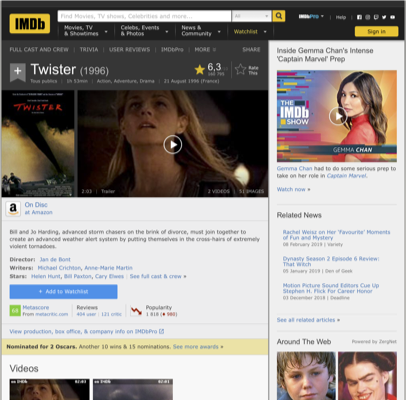 IMDb
Find Movies, TV shows, Celebrities and more...
All
IMDbPro
Help
Movies, TV
& Showtimes
Celebs, Events
& Photos
News &
Community
Watchlist
Sign in
FULL CAST AND CREW | TRIVIA | USER REVIEWS | IMDbPro | MORE
SHARE
Twister (1996)
6,3
Rate
This
Tous publics | 1h 53min | Action, Adventure, Drama | 21 August 1996 (France)
TWISTER
2:03 | Trailer
2 VIDEOS | 51 IMAGES
On Disc
at Amazon
Bill and Jo Harding, advanced storm chasers on the brink of divorce, must join together to
create an advanced weather alert system by putting themselves in the cross-hairs of extremely
violent tornadoes.
Director: Jan de Bont
Writers: Michael Crichton, Anne-Marie Martin
Stars: Helen Hunt, Bill Paxton, Cary Elwes | See full cast & crew »
+ Add to Watchlist
68
Metascore
From metacritic.com
Reviews
404 user | 121 critic
Popularity
View production, box office, & company info on IMDbPro
Nominated for 2 Oscars. Another 10 wins & 15 nominations. See more awards »
Videos
Inside Gemma Chan's Intense
'Captain Marvel' Prep
THE
IMDb
SHOW
GEMMA CHAN
Gemma Chan had to do some serious prep to
take on her role in Captain Marvel.
Watch now »
Related News
Rachel Weisz on Her 'Favourite' Moments
of Fun and Mystery
08 February 2019 | Variety
Dynasty Season 2 Episode 9 Review:
That Witch
05 January 2019 | Den of Geek
Motion Picture Sound Editors Cue Up
Stephen H. Flick For Career Honor
03 December 2018 | Deadline
See all related articles »
Around The Web
Powered by ZergNet